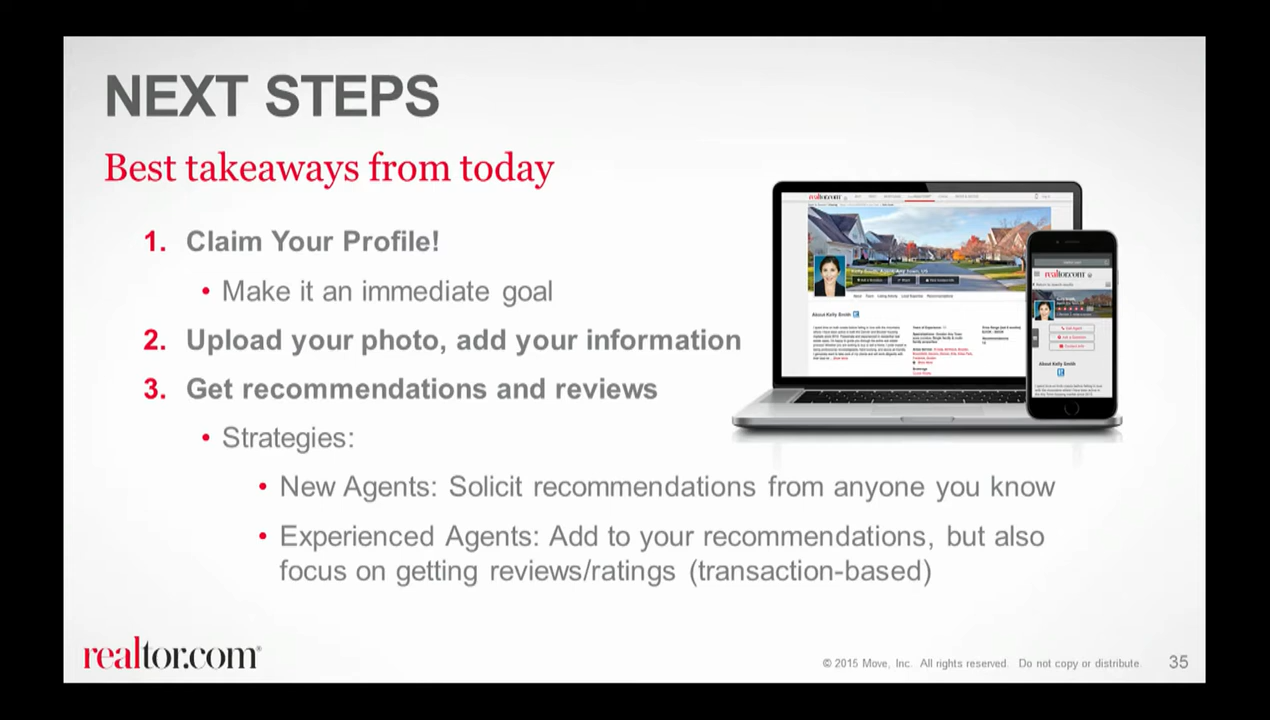 NEXT STEPS
Best takeaways from today
1. Claim Your Profile!
• Make it an immediate goal
2. Upload your photo, add your information
3. Get recommendations and reviews
• Strategies:
• New Agents: Solicit recommendations from anyone you know
• Experienced Agents: Add to your recommendations, but also
focus on getting reviews/ratings (transaction-based)
realtor.com
About Kelly Smith
realtor.com
About Kelly Smith
realtor.com®
© 2015 Move, Inc. All rights reserved. Do not copy or distribute.
35